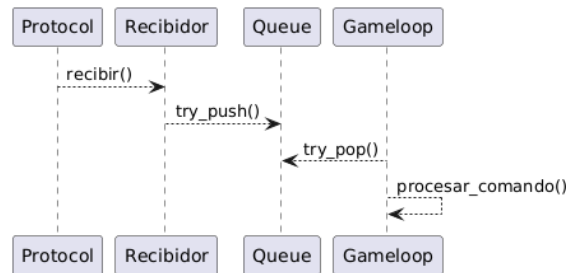 Protocol Recibidor Queue Gameloop
recibir()
try_push()
try_pop()
procesar_comando()
Protocol Recibidor Queue Gameloop